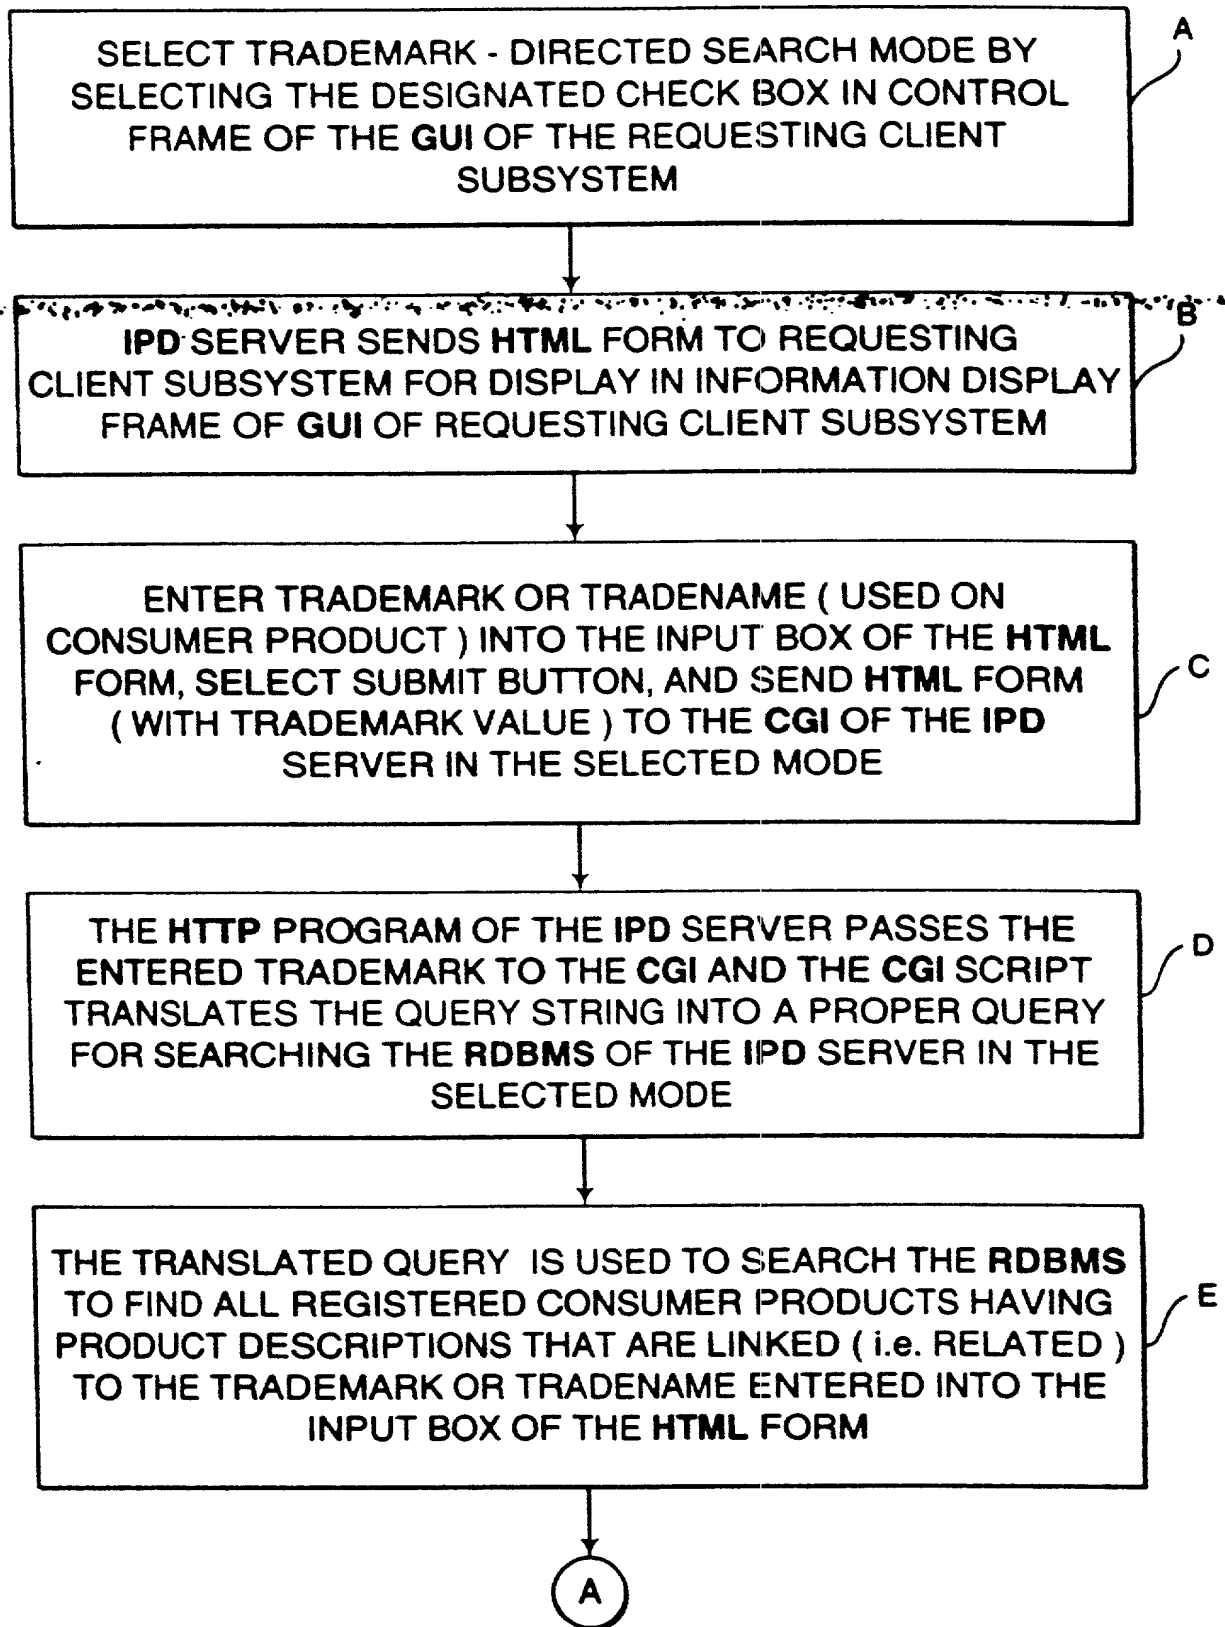 SELECT TRADEMARK - DIRECTED SEARCH MODE BY
SELECTING THE DESIGNATED CHECK BOX IN CONTROL
FRAME OF THE GUI OF THE REQUESTING CLIENT
SUBSYSTEM
A
IPD SERVER SENDS HTML FORM TO REQUESTING
CLIENT SUBSYSTEM FOR DISPLAY IN INFORMATION DISPLAY
FRAME OF GUI OF REQUESTING CLIENT SUBSYSTEM
B
ENTER TRADEMARK OR TRADENAME ( USED ON
CONSUMER PRODUCT ) INTO THE INPUT BOX OF THE HTML
FORM, SELECT SUBMIT BUTTON, AND SEND HTML FORM
( WITH TRADEMARK VALUE ) TO THE CGI OF THE IPD
SERVER IN THE SELECTED MODE
C
THE HTTP PROGRAM OF THE IPD SERVER PASSES THE
ENTERED TRADEMARK TO THE CGI AND THE CGI SCRIPT
TRANSLATES THE QUERY STRING INTO A PROPER QUERY
FOR SEARCHING THE RDBMS OF THE IPD SERVER IN THE
SELECTED MODE
D
THE TRANSLATED QUERY IS USED TO SEARCH THE RDBMS
TO FIND ALL REGISTERED CONSUMER PRODUCTS HAVING
PRODUCT DESCRIPTIONS THAT ARE LINKED ( i.e. RELATED )
TO THE TRADEMARK OR TRADENAME ENTERED INTO THE
INPUT BOX OF THE HTML FORM
E
A